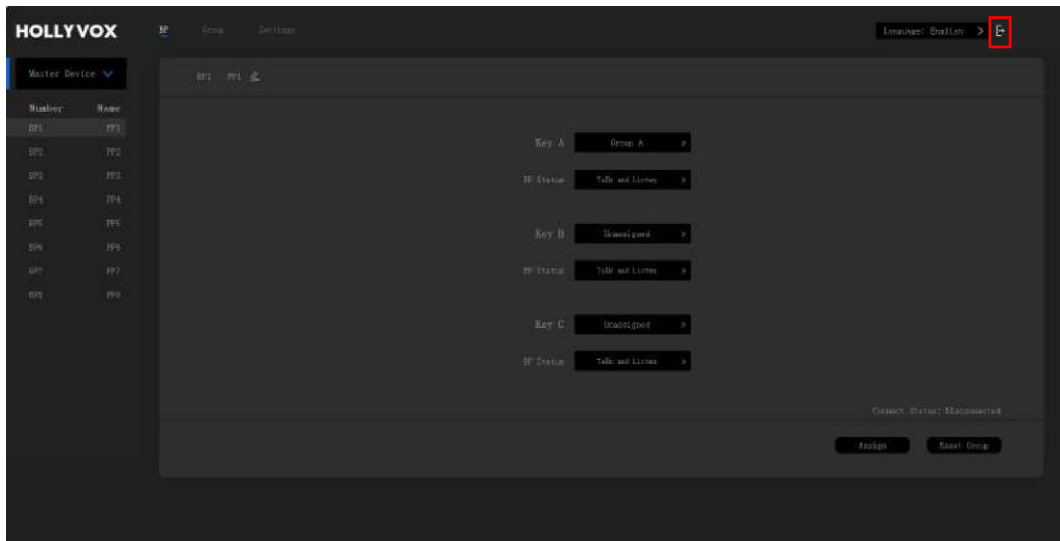 HOLLYVOX
BP Group Settings
Language: English >
Master Device
BP1 PP1
Number Name
BP1 PP1
BP2 PP2
BP3 PP3
BP4 PP4
BP5 PP5
BP6 PP6
BP7 PP7
BP8 PP8
Key A Group A >
BP Status Talk and Listen >
Key B Unassigned >
BP Status Talk and Listen >
Key C Unassigned >
BP Status Talk and Listen >
Connect Status: Disconnected
Assign Reset Group